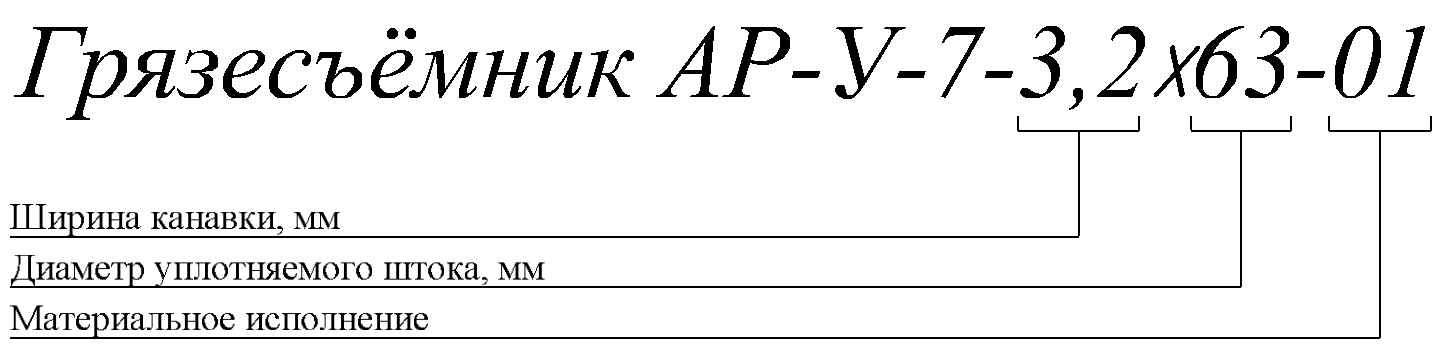 Грязесъёмник АР-У-7-3,2х63-01
Ширина канавки, мм
Диаметр уплотняемого штока, мм
Материальное исполнение